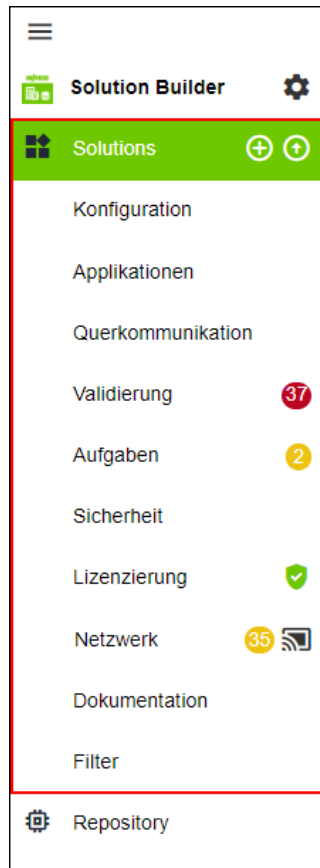 Solution Builder
Solutions
Konfiguration
Applikationen
Querkommunikation
Validierung 37
Aufgaben 2
Sicherheit
Lizenzierung
Netzwerk 35
Dokumentation
Filter
Repository